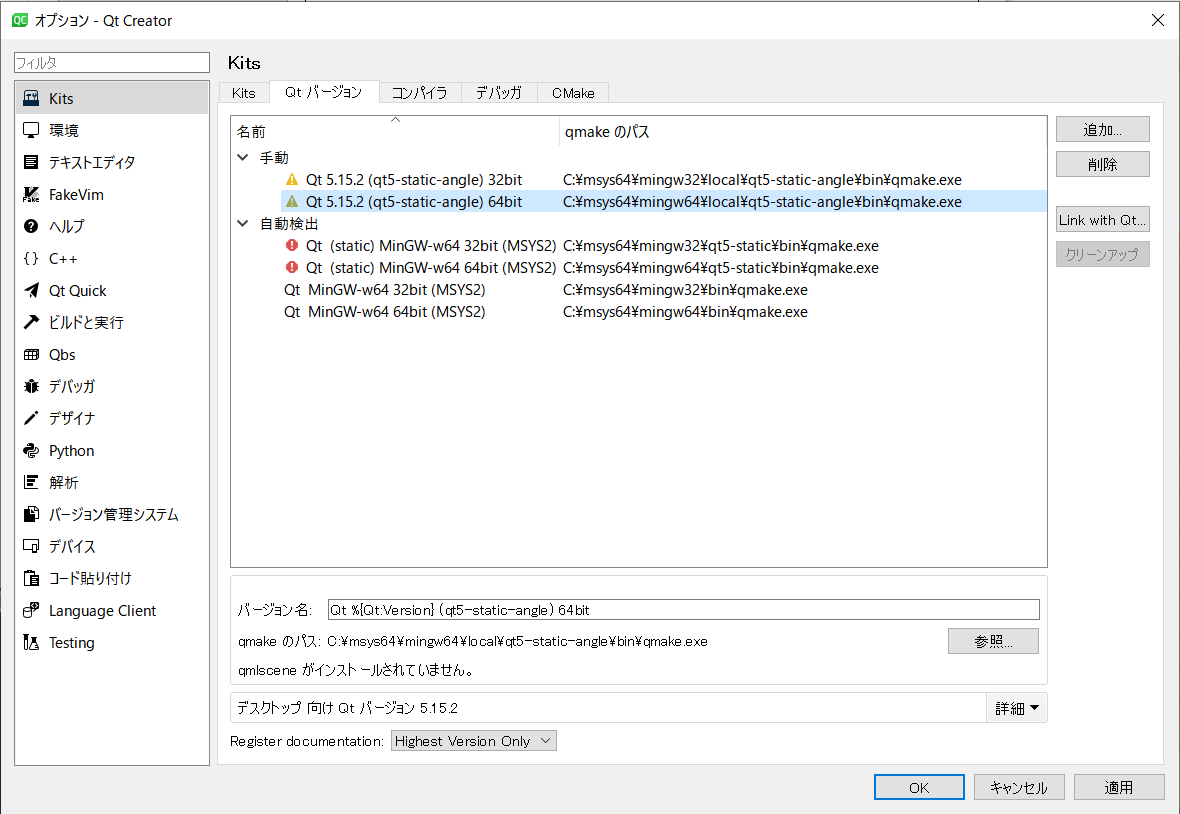 QC オプション - Qt Creator
フィルタ
Kits
環境
テキストエディタ
FakeVim
ヘルプ
{} C++
Qt Quick
ビルドと実行
Qbs
デバッガ
デザイナ
Python
解析
バージョン管理システム
デバイス
コード貼り付け
Language Client
Testing
Kits
Kits Qt バージョン コンパイラ デバッガ CMake
名前 qmake のパス
手動
Qt 5.15.2 (qt5-static-angle) 32bit C:¥msys64¥mingw32¥local¥qt5-static-angle¥bin¥qmake.exe
Qt 5.15.2 (qt5-static-angle) 64bit C:¥msys64¥mingw64¥local¥qt5-static-angle¥bin¥qmake.exe
自動検出
Qt (static) MinGW-w64 32bit (MSYS2) C:¥msys64¥mingw32¥qt5-static¥bin¥qmake.exe
Qt (static) MinGW-w64 64bit (MSYS2) C:¥msys64¥mingw64¥qt5-static¥bin¥qmake.exe
Qt MinGW-w64 32bit (MSYS2) C:¥msys64¥mingw32¥bin¥qmake.exe
Qt MinGW-w64 64bit (MSYS2) C:¥msys64¥mingw64¥bin¥qmake.exe
追加...
削除
Link with Qt...
クリーンアップ
バージョン名: Qt %{Qt:Version} (qt5-static-angle) 64bit
qmake のパス: C:¥msys64¥mingw64¥local¥qt5-static-angle¥bin¥qmake.exe 参照...
qmlscene がインストールされていません。
デスクトップ 向け Qt バージョン 5.15.2 詳細
Register documentation: Highest Version Only
OK キャンセル 適用